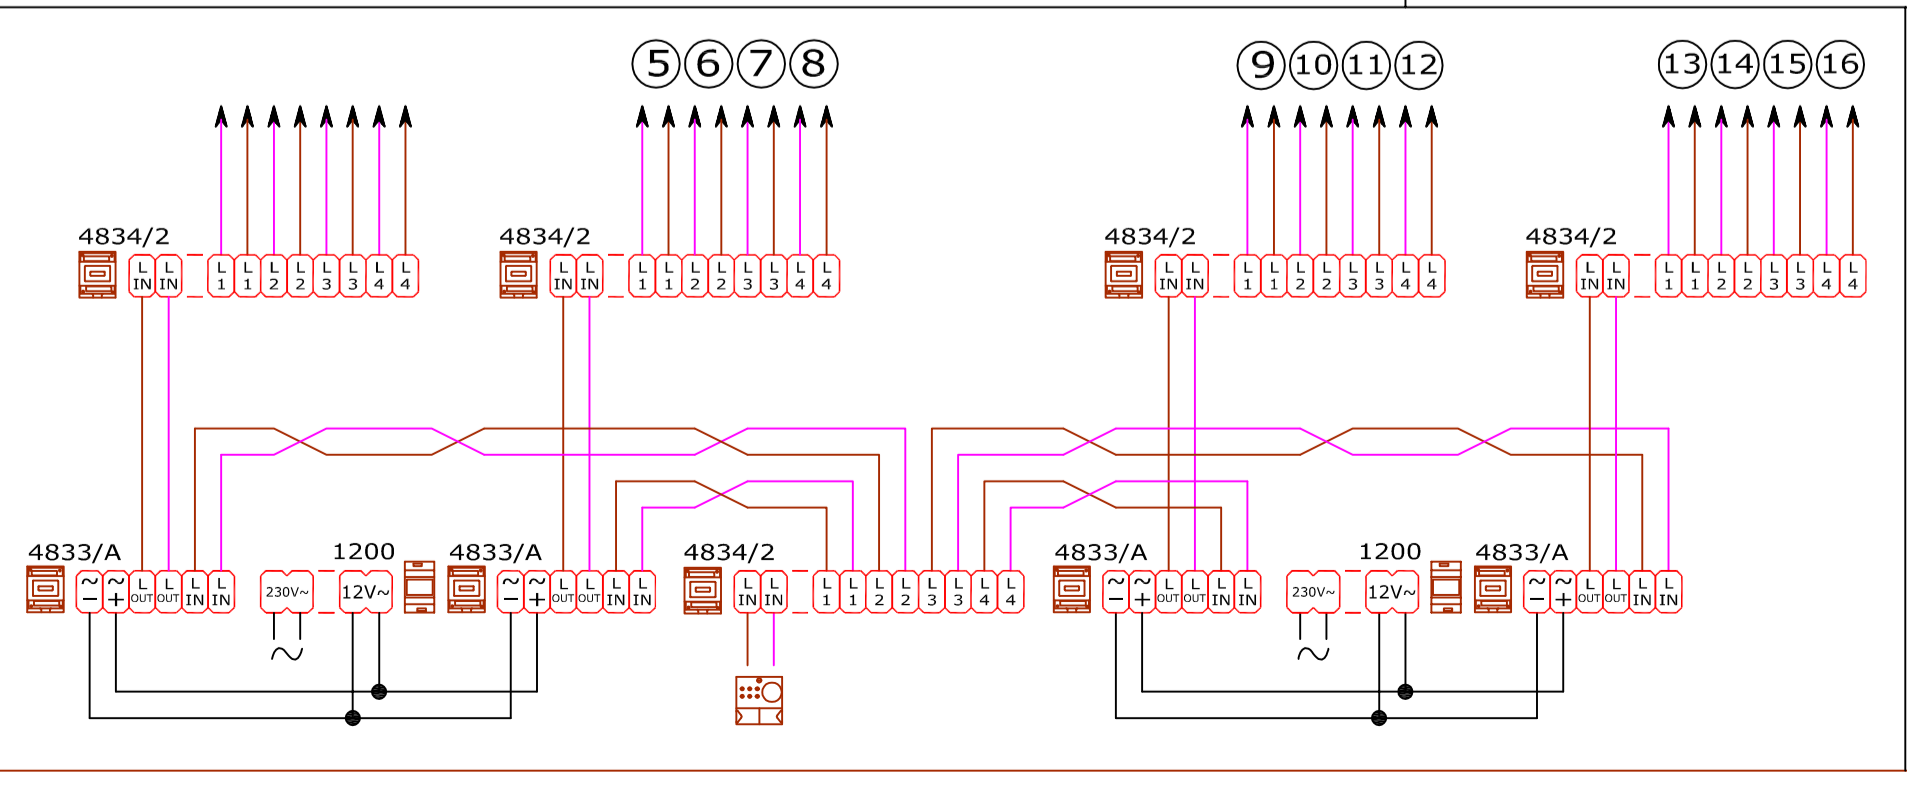 5 6 7 8 9 10 11 12 13 14 15 16
4834/2 4834/2 4834/2 4834/2
L L L L L L L L L L L L L L L L L L L L L L L L L L L L L L L L L L L L L L L L
IN IN 1 1 2 2 3 3 4 4 IN IN 1 1 2 2 3 3 4 4 IN IN 1 1 2 2 3 3 4 4 IN IN 1 1 2 2 3 3 4 4
4833/A 1200 4833/A 4834/2 4833/A 1200 4833/A
~ ~ L L L L ~ ~ L L L L L L L L L L L L L L ~ ~ L L L L ~ ~ L L L L
− + OUT OUT IN IN 230V~ 12V~ − + OUT OUT IN IN IN IN 1 1 2 2 3 3 4 4 − + OUT OUT IN IN 230V~ 12V~ − + OUT OUT IN IN
~ ~